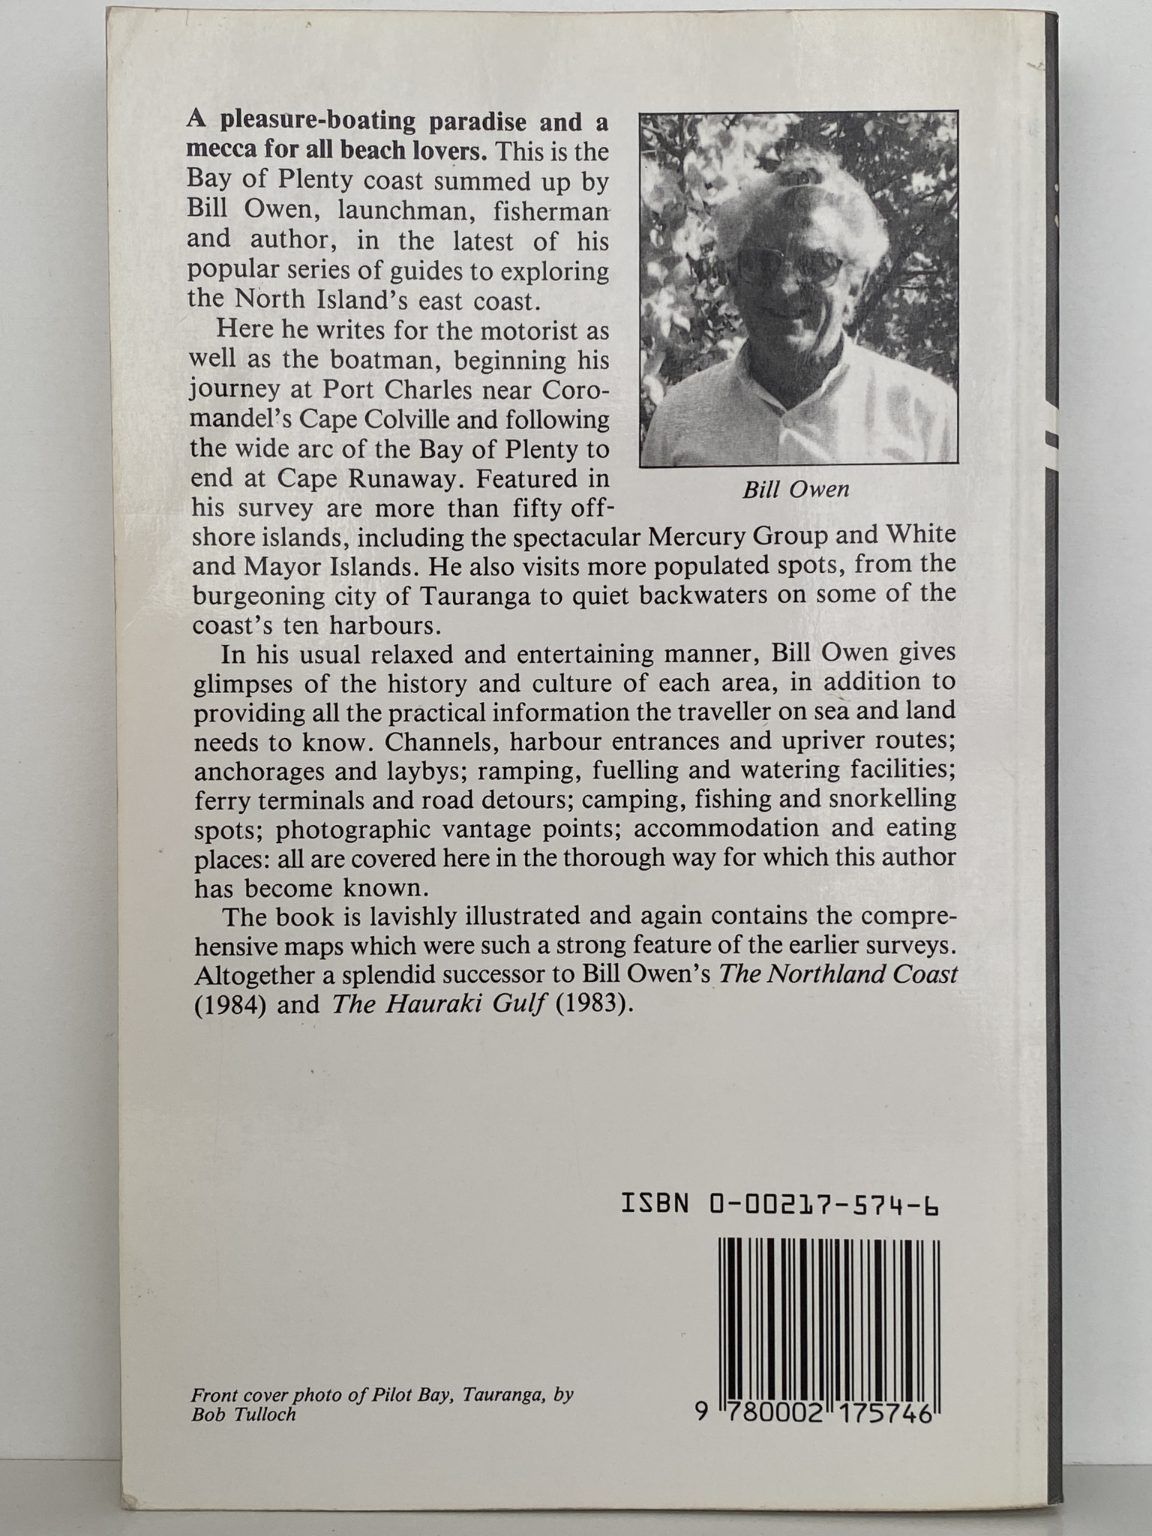 A pleasure-boating paradise and a
mecca for all beach lovers. This is the
Bay of Plenty coast summed up by
Bill Owen, launchman, fisherman
and author, in the latest of his
popular series of guides to exploring
the North Island's east coast.
Here he writes for the motorist as
well as the boatman, beginning his
journey at Port Charles near Coro-
mandel's Cape Colville and following
the wide arc of the Bay of Plenty to
end at Cape Runaway. Featured in
his survey are more than fifty off-
shore islands, including the spectacular Mercury Group and White
and Mayor Islands. He also visits more populated spots, from the
burgeoning city of Tauranga to quiet backwaters on some of the
coast's ten harbours.
In his usual relaxed and entertaining manner, Bill Owen gives
glimpses of the history and culture of each area, in addition to
providing all the practical information the traveller on sea and land
needs to know. Channels, harbour entrances and upriver routes;
anchorages and laybys; ramping, fuelling and watering facilities;
ferry terminals and road detours; camping, fishing and snorkelling
spots; photographic vantage points; accommodation and eating
places: all are covered here in the thorough way for which this author
has become known.
The book is lavishly illustrated and again contains the compre-
hensive maps which were such a strong feature of the earlier surveys.
Altogether a splendid successor to Bill Owen's The Northland Coast
(1984) and The Hauraki Gulf (1983).
Bill Owen
ISBN 0-00217-574-6
9 780002 175746
Front cover photo of Pilot Bay, Tauranga, by
Bob Tulloch